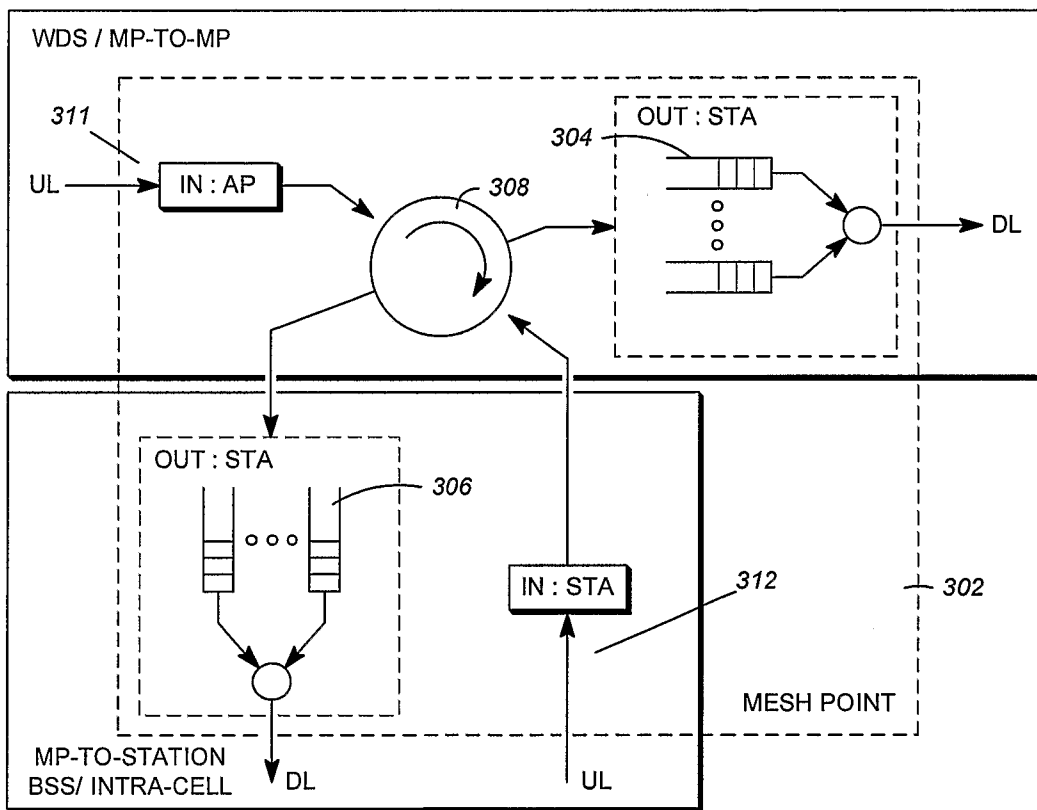 WDS / MP-TO-MP
311
OUT : STA
304
UL
IN : AP
308
DL
OUT : STA
306
IN : STA
312
302
MESH POINT
MP-TO-STATION
BSS/ INTRA-CELL
DL
UL